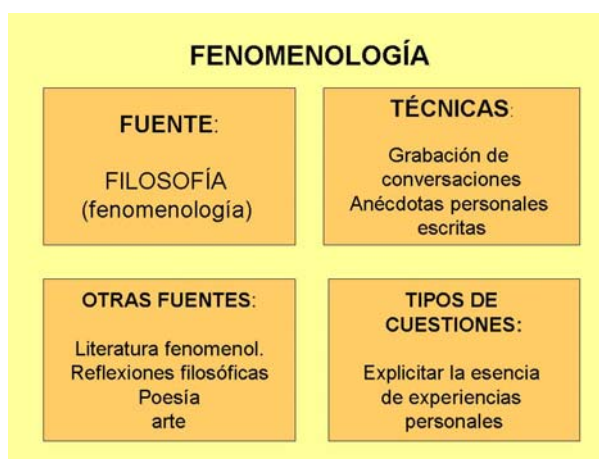 FENOMENOLOGÍA
FUENTE:
FILOSOFÍA
(fenomenología)
TÉCNICAS:
Grabación de
conversaciones
Anécdotas personales
escritas
OTRAS FUENTES:
Literatura fenomenol.
Reflexiones filosóficas
Poesía
arte
TIPOS DE
CUESTIONES:
Explicitar la esencia
de experiencias
personales